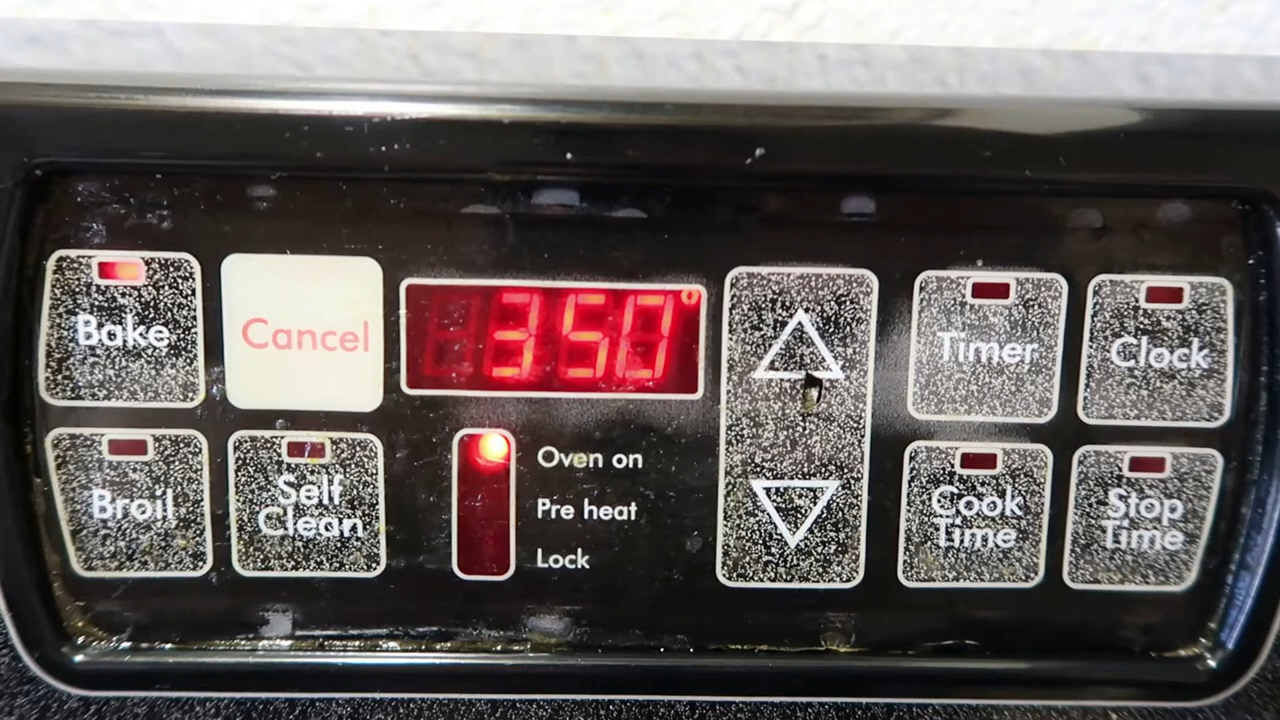 Bake
Cancel
350°
Timer
Clock
Broil
Self
Clean
Oven on
Pre heat
Lock
Cook
Time
Stop
Time